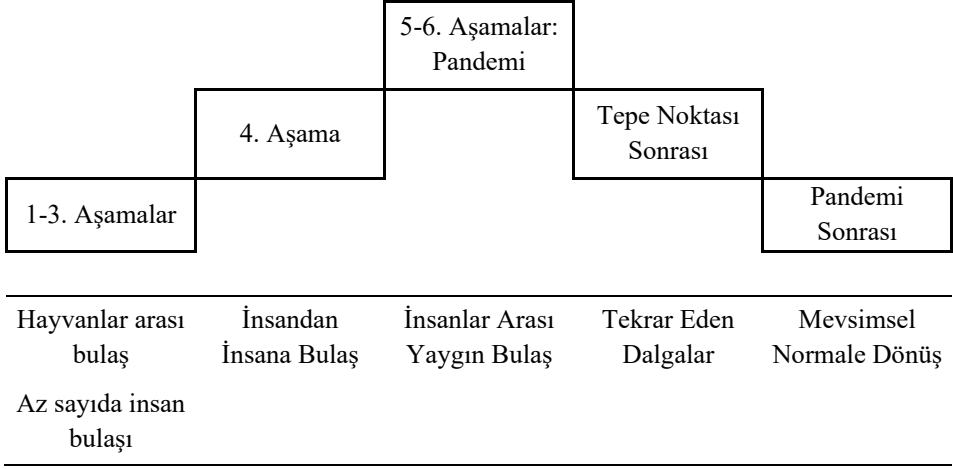 5-6. Aşamalar:
Pandemi
4. Aşama
Tepe Noktası
Sonrası
1-3. Aşamalar
Pandemi
Sonrası
Hayvanlar arası
bulaş
Az sayıda insan
bulaşı
İnsandan
İnsana Bulaş
İnsanlar Arası
Yaygın Bulaş
Tekrar Eden
Dalgalar
Mevsimsel
Normale Dönüş